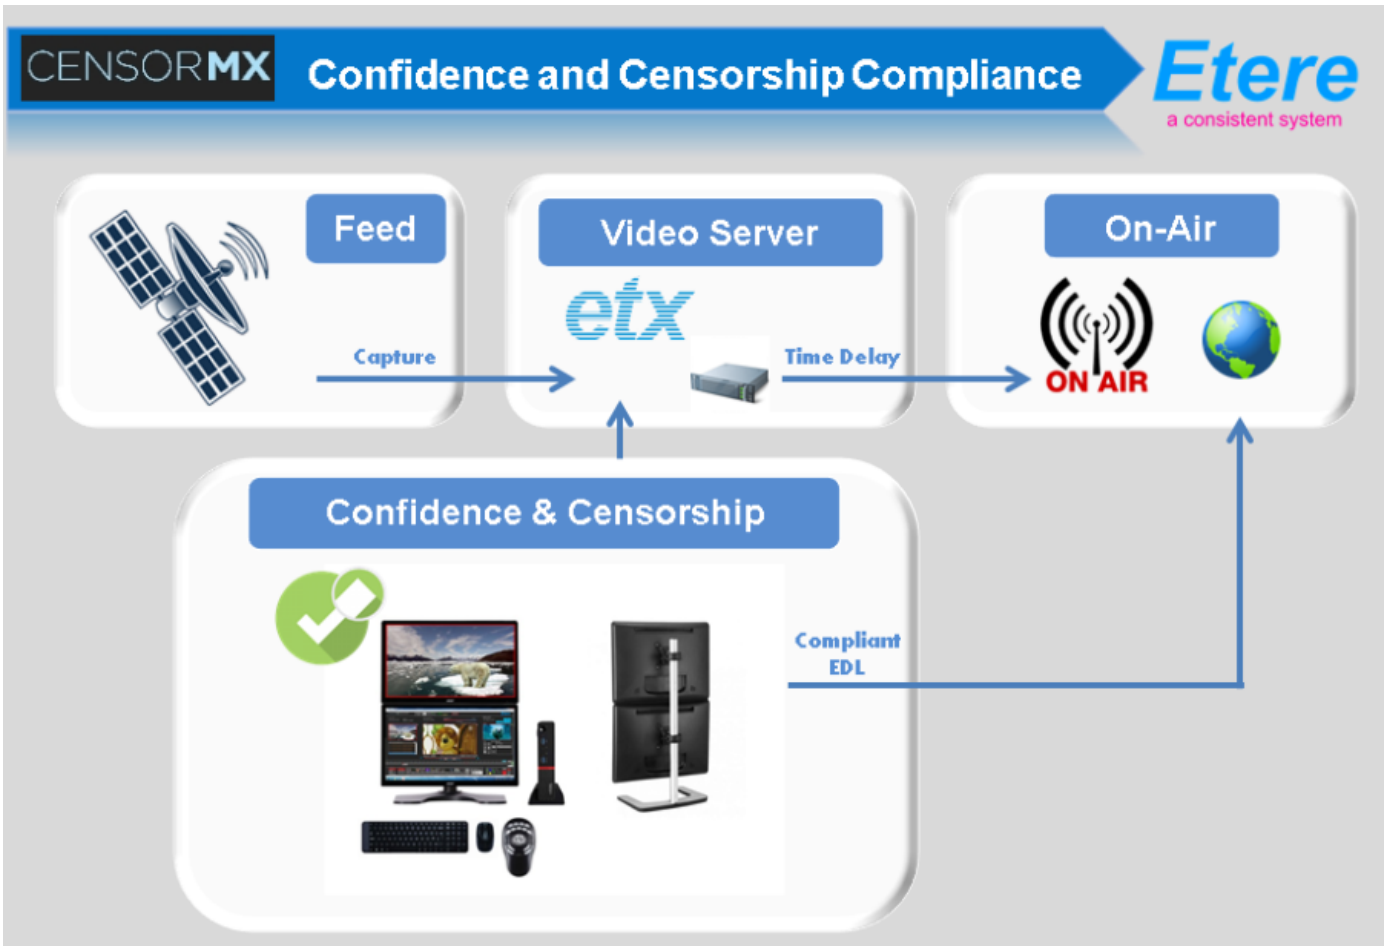 CENSORMX
Confidence and Censorship Compliance
Etere
a consistent system
Feed
Capture
Video Server
etx
Time Delay
On-Air
ON AIR
Confidence & Censorship
Compliant
EDL